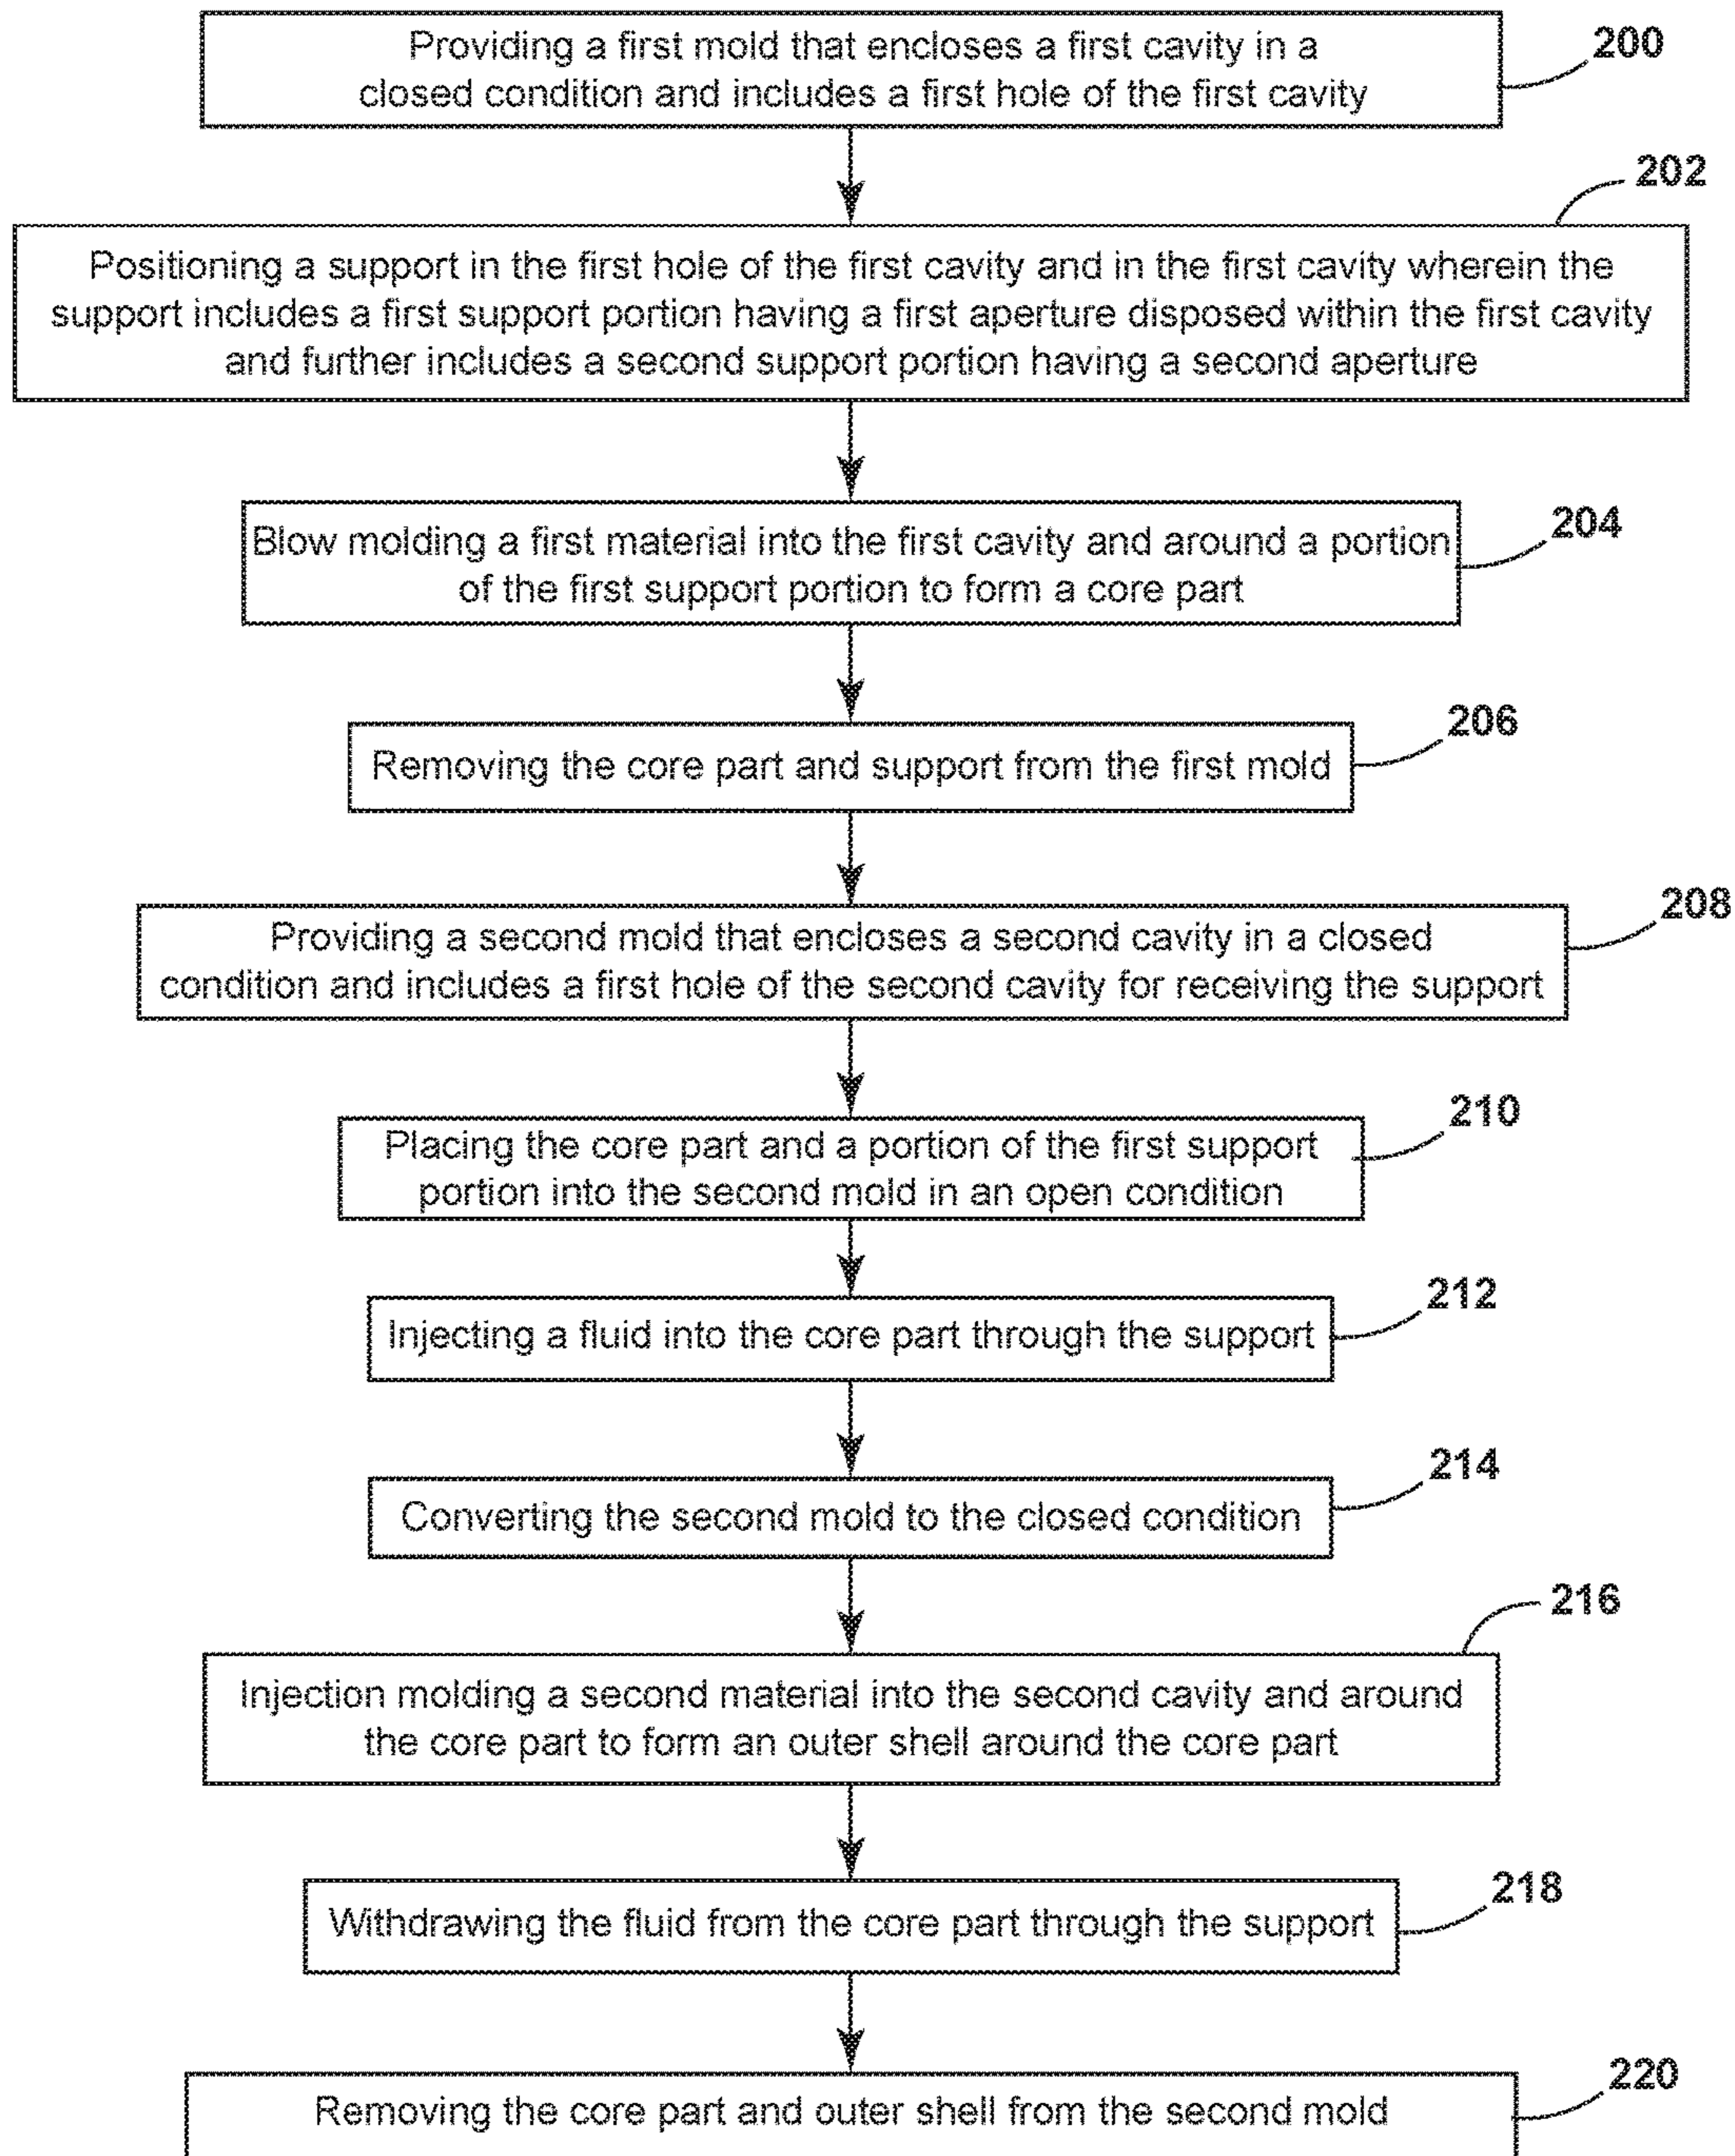 Providing a first mold that encloses a first cavity in a
closed condition and includes a first hole of the first cavity
200
202
Positioning a support in the first hole of the first cavity and in the first cavity wherein the
support includes a first support portion having a first aperture disposed within the first cavity
and further includes a second support portion having a second aperture
Blow molding a first material into the first cavity and around a portion
of the first support portion to form a core part
204
206
Removing the core part and support from the first mold
208
Providing a second mold that encloses a second cavity in a closed
condition and includes a first hole of the second cavity for receiving the support
210
Placing the core part and a portion of the first support
portion into the second mold in an open condition
212
Injecting a fluid into the core part through the support
214
Converting the second mold to the closed condition
216
Injection molding a second material into the second cavity and around
the core part to form an outer shell around the core part
218
Withdrawing the fluid from the core part through the support
220
Removing the core part and outer shell from the second mold